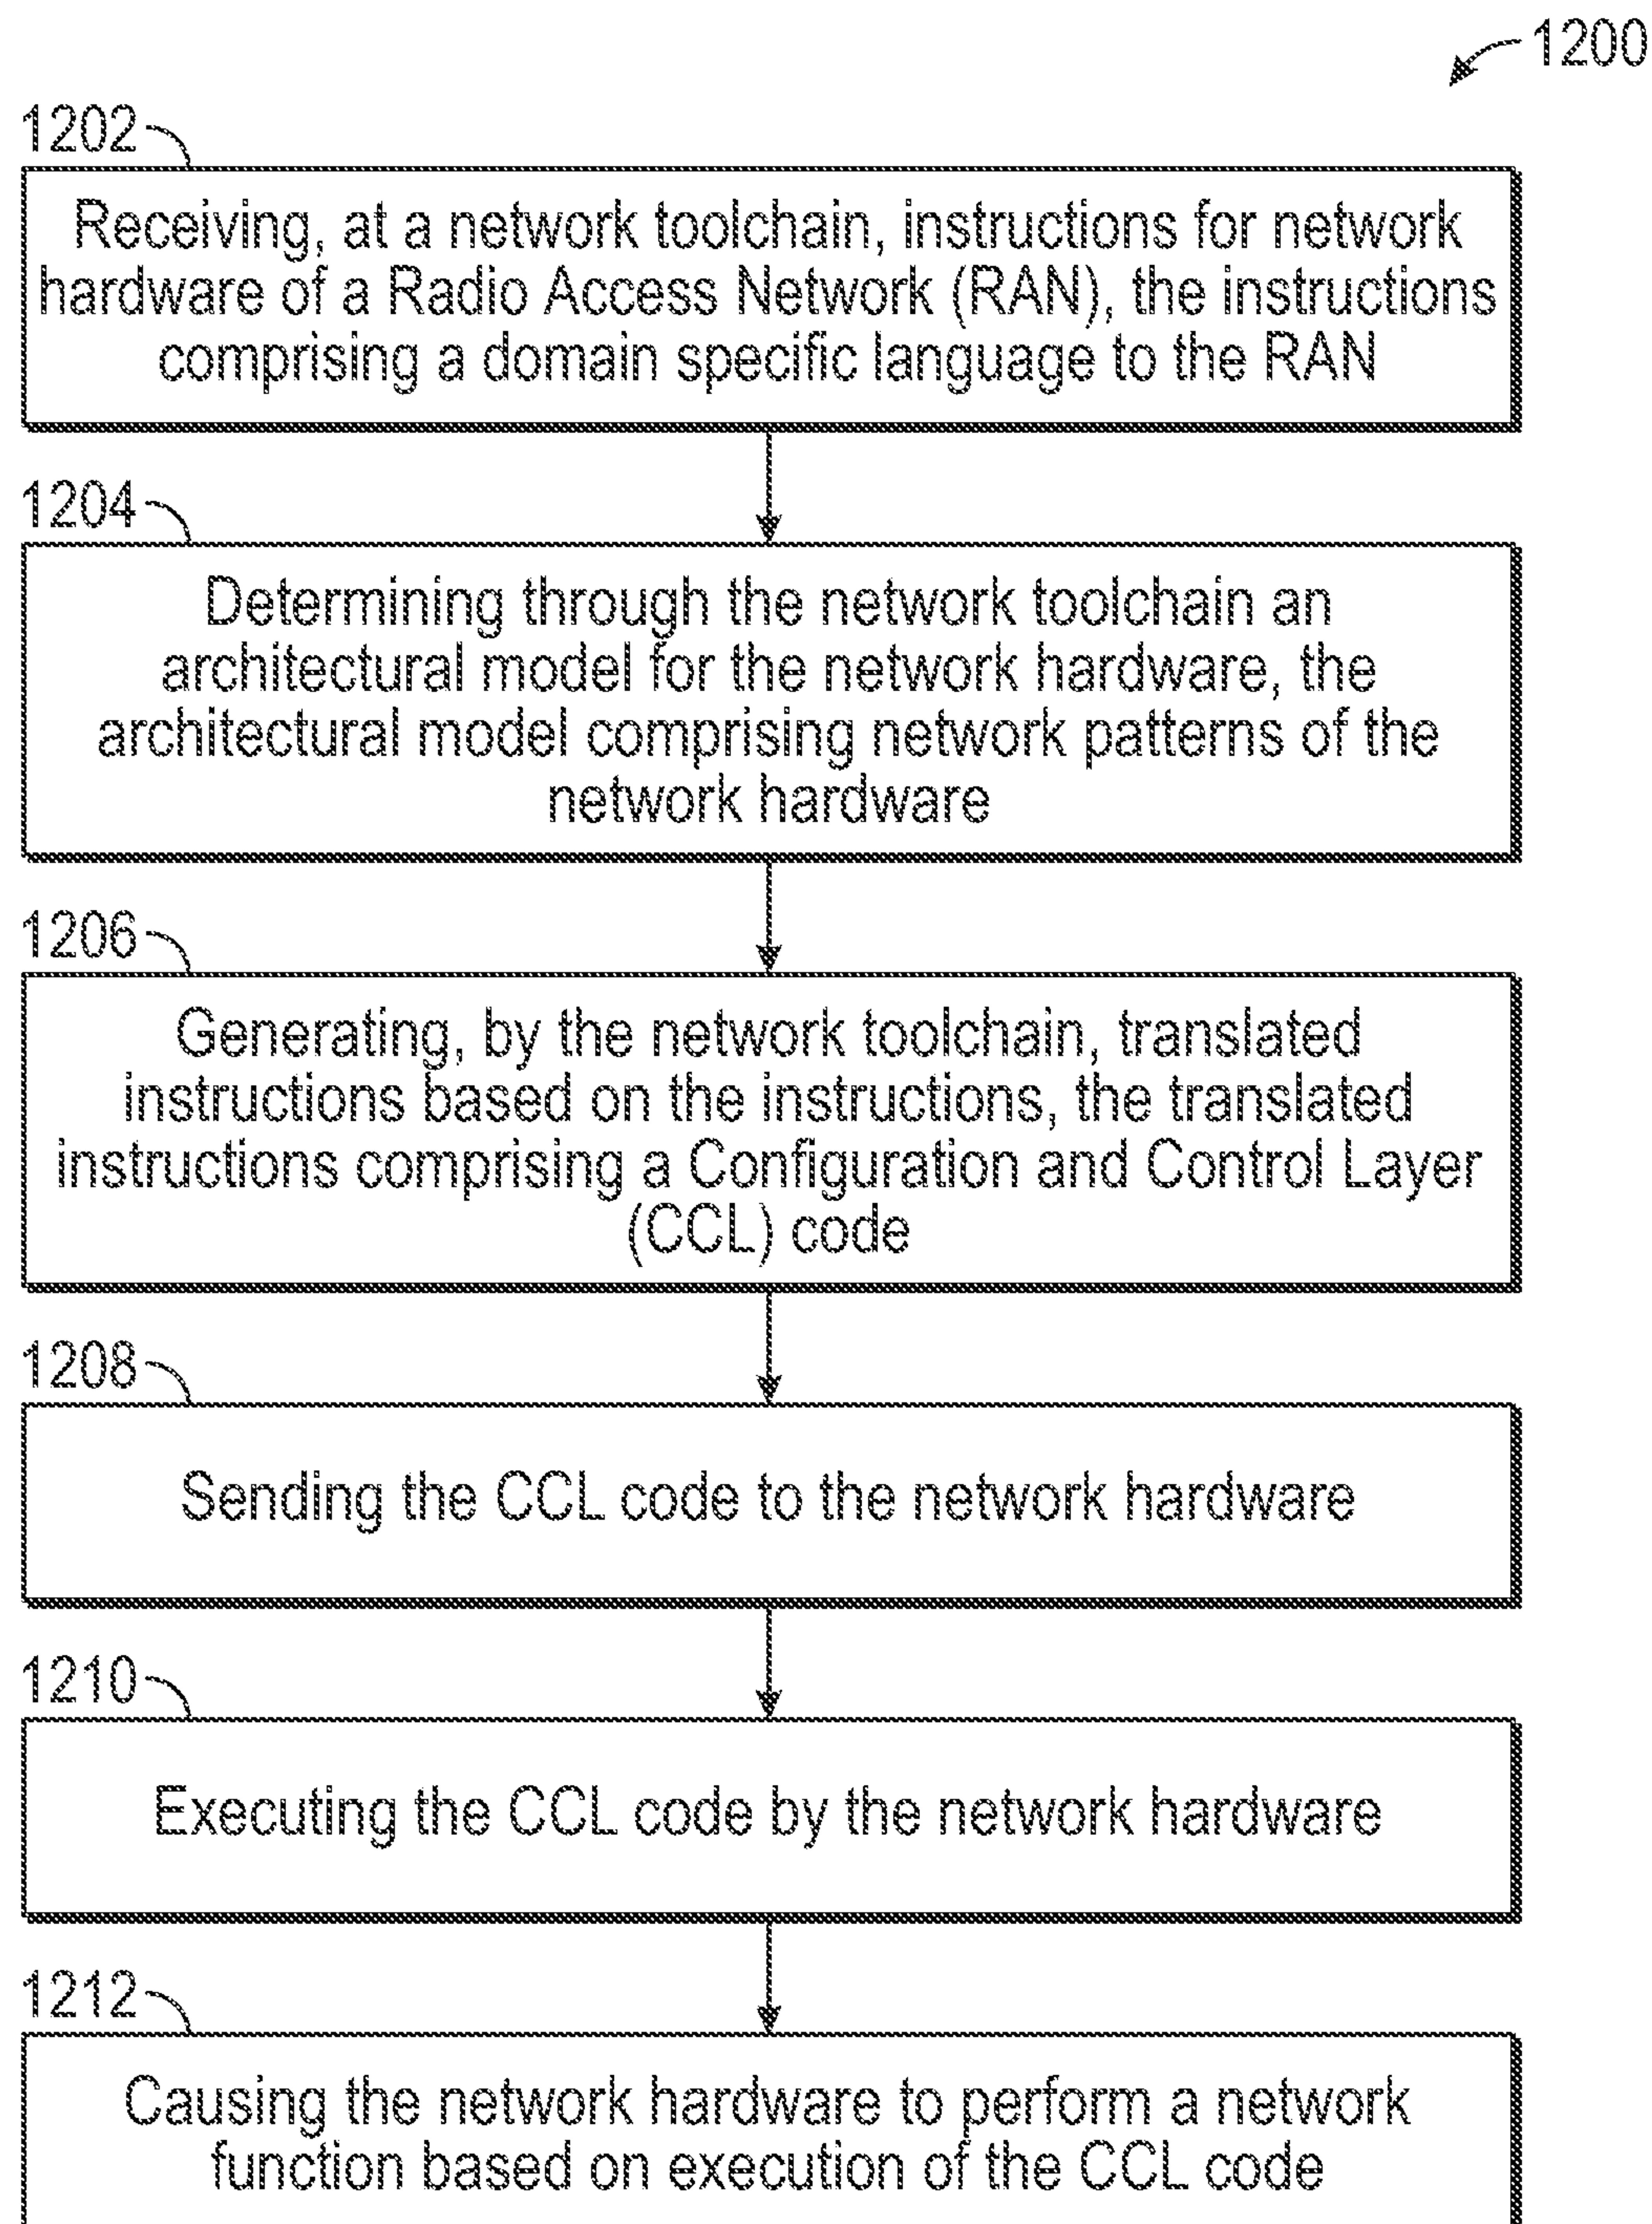 1200
1202
Receiving, at a network toolchain, instructions for network
hardware of a Radio Access Network (RAN), the instructions
comprising a domain specific language to the RAN
1204
Determining through the network toolchain an
architectural model for the network hardware, the
architectural model comprising network patterns of the
network hardware
1206
Generating, by the network toolchain, translated
instructions based on the instructions, the translated
instructions comprising a Configuration and Control Layer
(CCL) code
1208
Sending the CCL code to the network hardware
1210
Executing the CCL code by the network hardware
1212
Causing the network hardware to perform a network
function based on execution of the CCL code